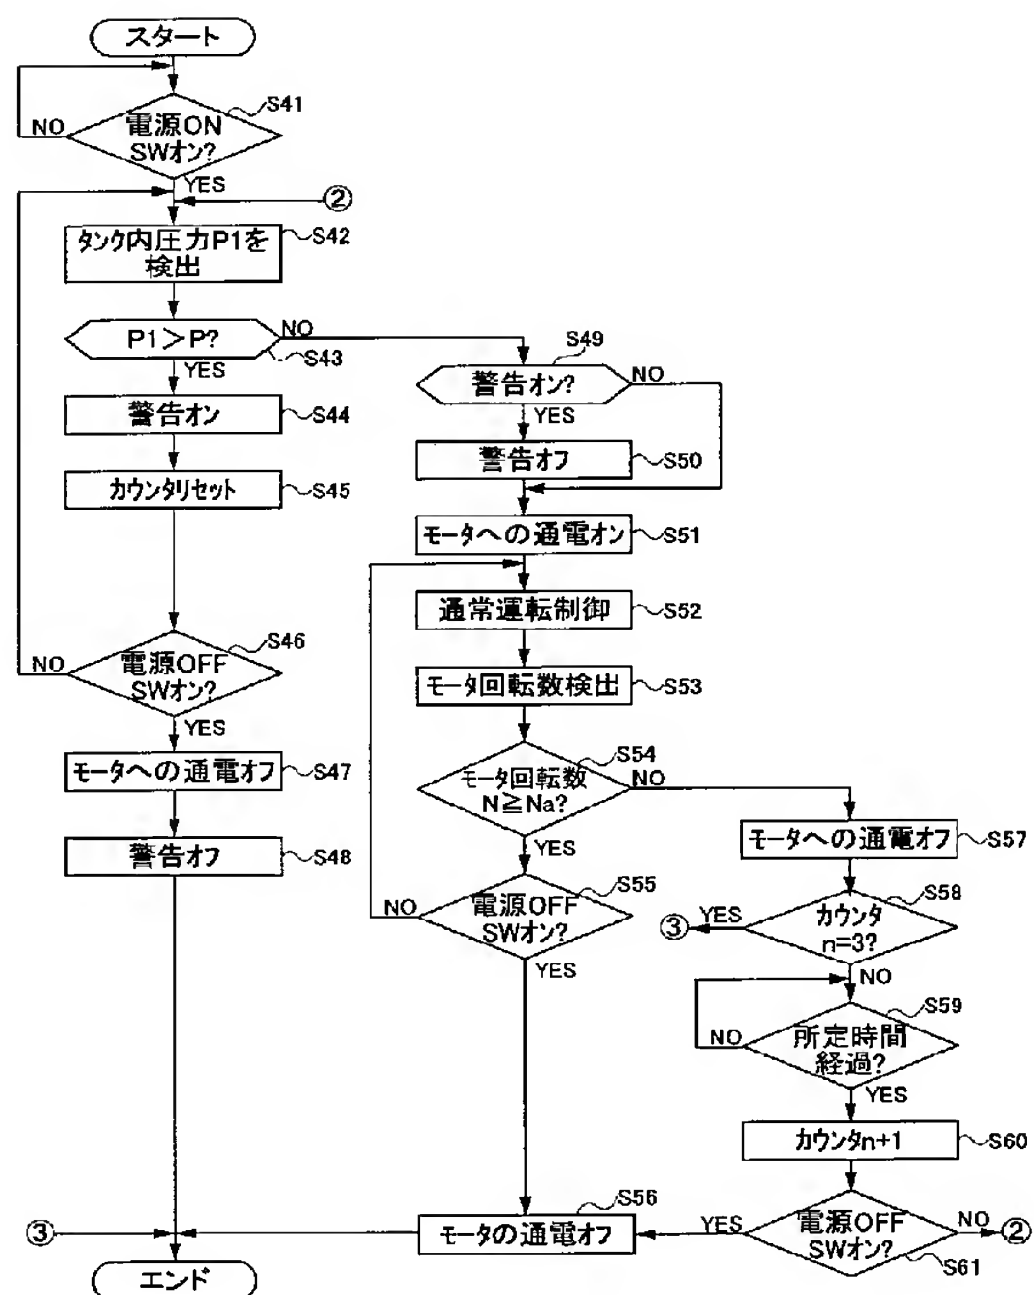 スタート
S41
電源ON
SWオン?
NO
YES
②
タンク内圧力P1を
検出
S42
P1＞P?
NO
S43
YES
警告オン
S44
カウンタリセット
S45
S46
電源OFF
SWオン?
NO
YES
モータへの通電オフ
S47
警告オフ
S48
S49
警告オン?
NO
YES
警告オフ
S50
モータへの通電オン
S51
通常運転制御
S52
モータ回転数検出
S53
S54
モータ回転数
N≧Na?
NO
YES
S55
電源OFF
SWオン?
NO
YES
モータへの通電オフ
S57
S58
カウンタ
n=3?
YES
③
NO
S59
所定時間
経過?
NO
YES
カウンタn+1
S60
電源OFF
SWオン?
S61
YES
NO
②
S56
モータの通電オフ
③
エンド